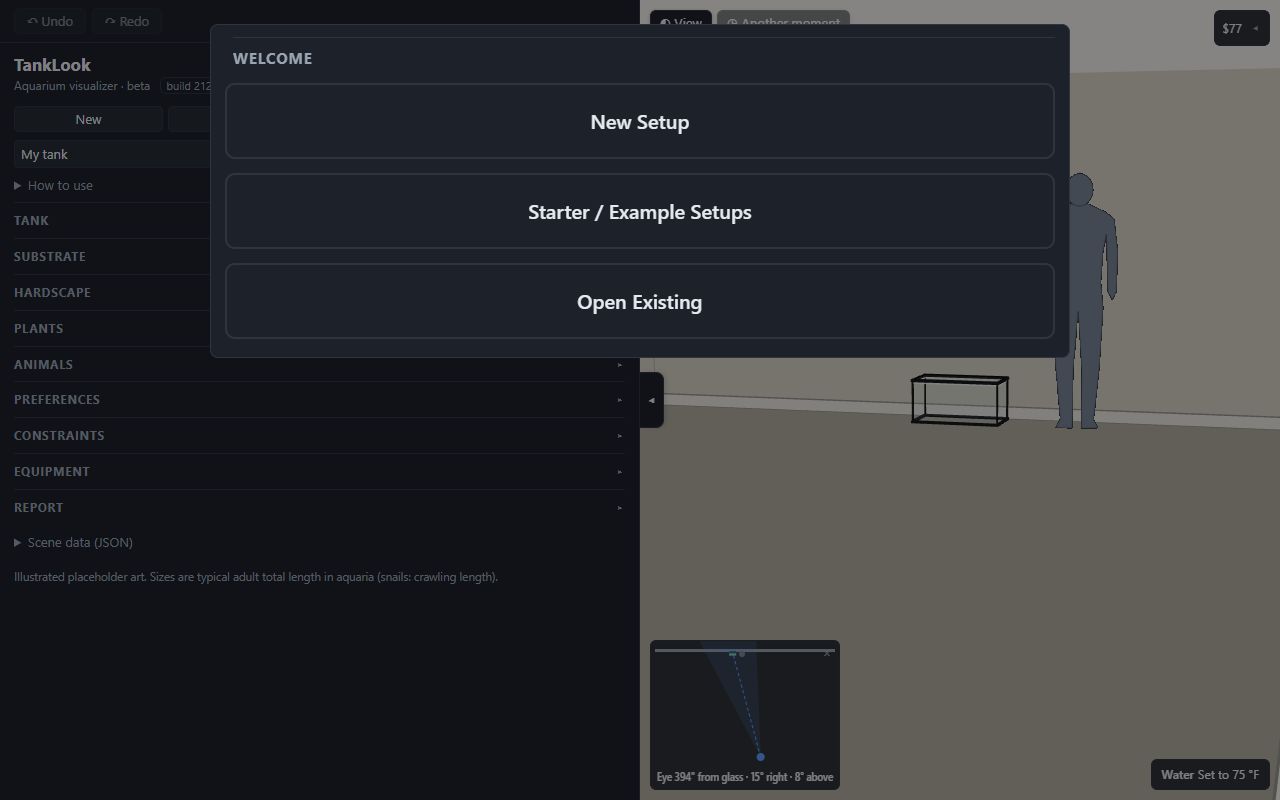 Undo
Redo
TankLook
Aquarium visualizer · beta
build 212
New
My tank
How to use
TANK
SUBSTRATE
HARDSCAPE
PLANTS
ANIMALS
PREFERENCES
CONSTRAINTS
EQUIPMENT
REPORT
Scene data (JSON)
Illustrated placeholder art. Sizes are typical adult total length in aquaria (snails: crawling length).
WELCOME
New Setup
Starter / Example Setups
Open Existing
View
Another moment
$77
Eye 394" from glass · 15° right · 8° above
Water Set to 75 °F